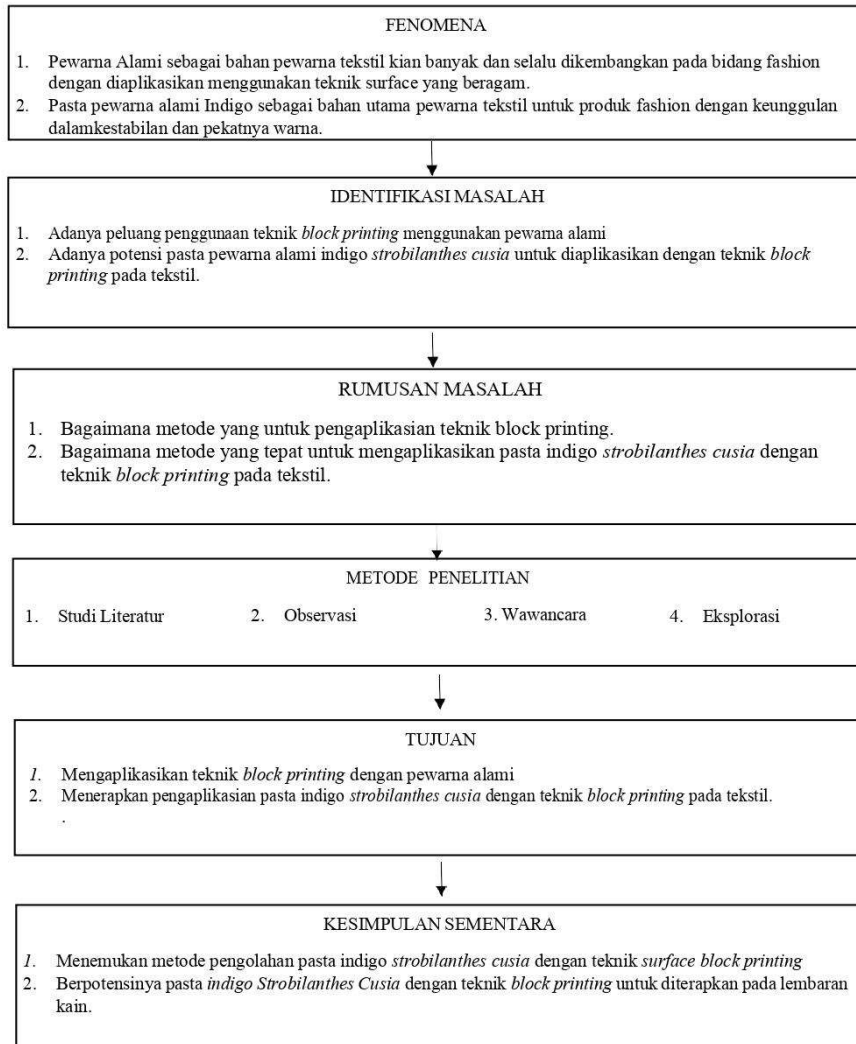 FENOMENA
1. Pewarna Alami sebagai bahan pewarna tekstil kian banyak dan selalu dikembangkan pada bidang fashion
dengan diaplikasikan menggunakan teknik surface yang beragam.
2. Pasta pewarna alami Indigo sebagai bahan utama pewarna tekstil untuk produk fashion dengan keunggulan
dalamkestabilan dan pekatnya warna.
IDENTIFIKASI MASALAH
1. Adanya peluang penggunaan teknik block printing menggunakan pewarna alami
2. Adanya potensi pasta pewarna alami indigo strobilanthes cusia untuk diaplikasikan dengan teknik block
printing pada tekstil.
RUMUSAN MASALAH
1. Bagaimana metode yang untuk pengaplikasian teknik block printing.
2. Bagaimana metode yang tepat untuk mengaplikasikan pasta indigo strobilanthes cusia dengan
teknik block printing pada tekstil.
METODE PENELITIAN
1. Studi Literatur 2. Observasi 3. Wawancara 4. Eksplorasi
TUJUAN
1. Mengaplikasikan teknik block printing dengan pewarna alami
2. Menerapkan pengaplikasian pasta indigo strobilanthes cusia dengan teknik block printing pada tekstil.
.
KESIMPULAN SEMENTARA
1. Menemukan metode pengolahan pasta indigo strobilanthes cusia dengan teknik surface block printing
2. Berpotensinya pasta indigo Strobilanthes Cusia dengan teknik block printing untuk diterapkan pada lembaran
kain.